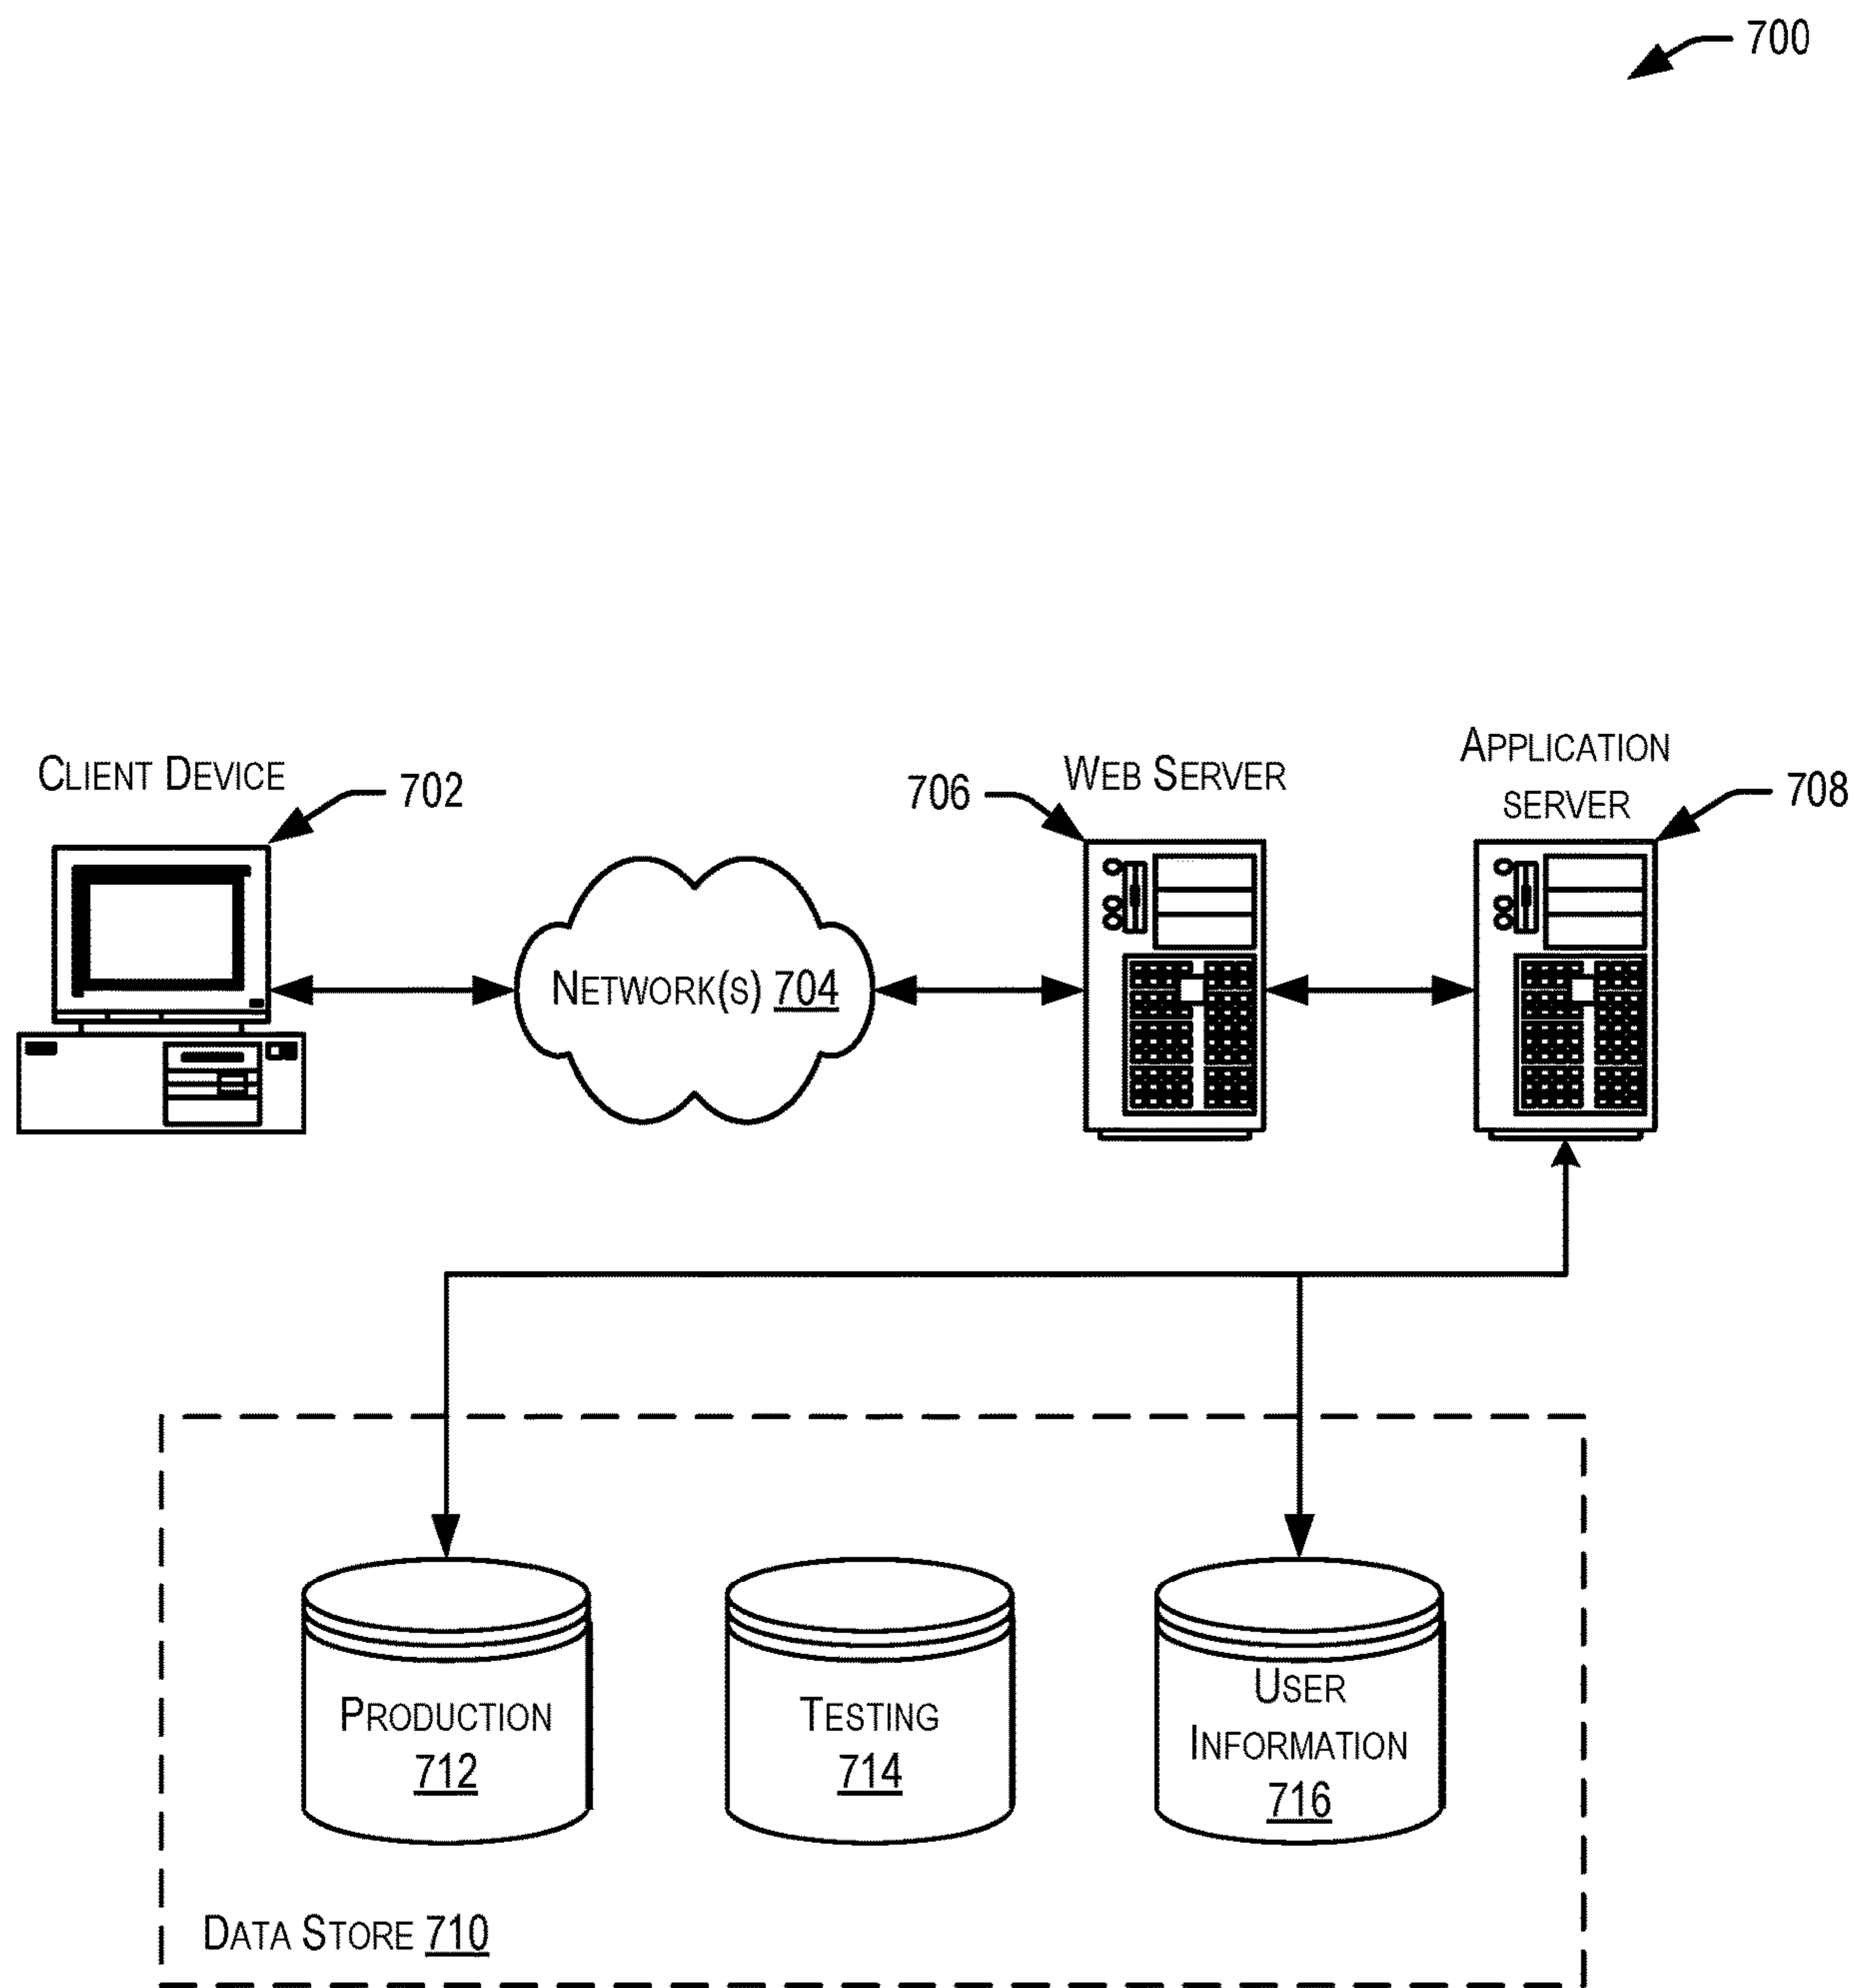 700
CLIENT DEVICE
702
706
WEB SERVER
APPLICATION
SERVER
708
NETWORK(S) 704
PRODUCTION
712
TESTING
714
USER
INFORMATION
716
DATA STORE 710